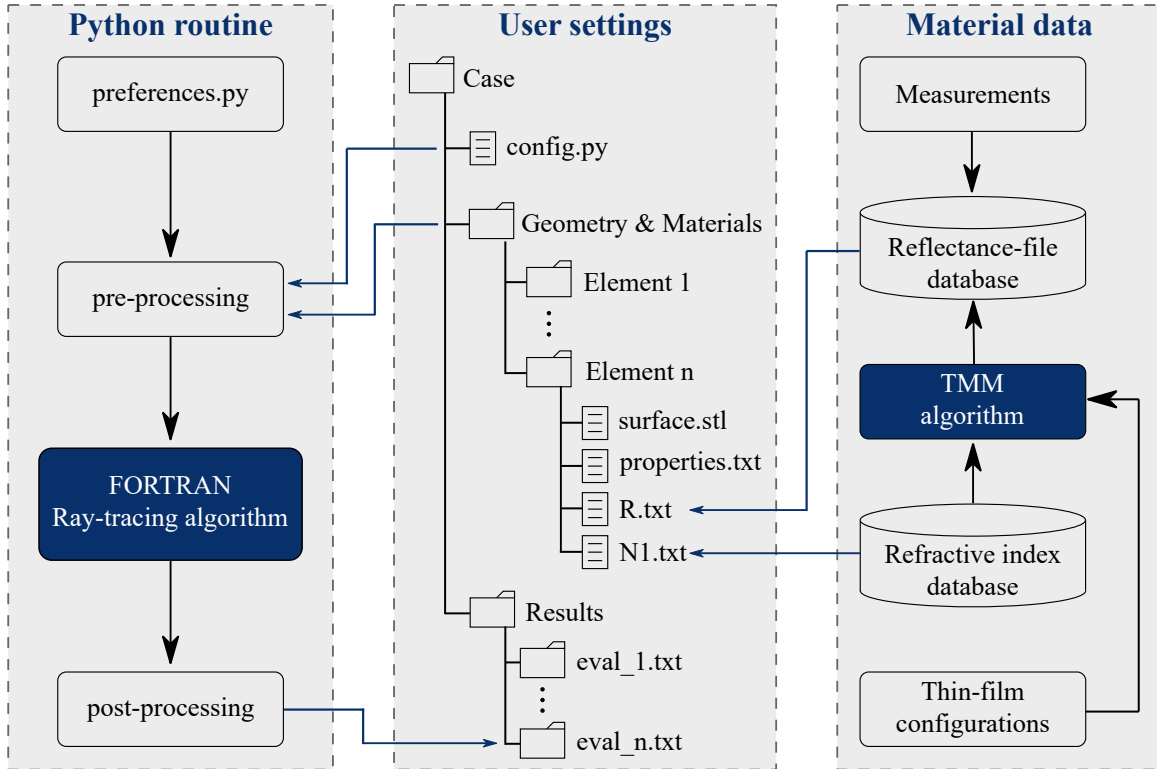 Python routine
preferences.py
pre-processing
FORTRAN
Ray-tracing algorithm
post-processing
User settings
Case
config.py
Geometry & Materials
Element 1
Element n
surface.stl
properties.txt
R.txt
N1.txt
Results
eval_1.txt
eval_n.txt
Material data
Measurements
Reflectance-file
database
TMM
algorithm
Refractive index
database
Thin-film
configurations